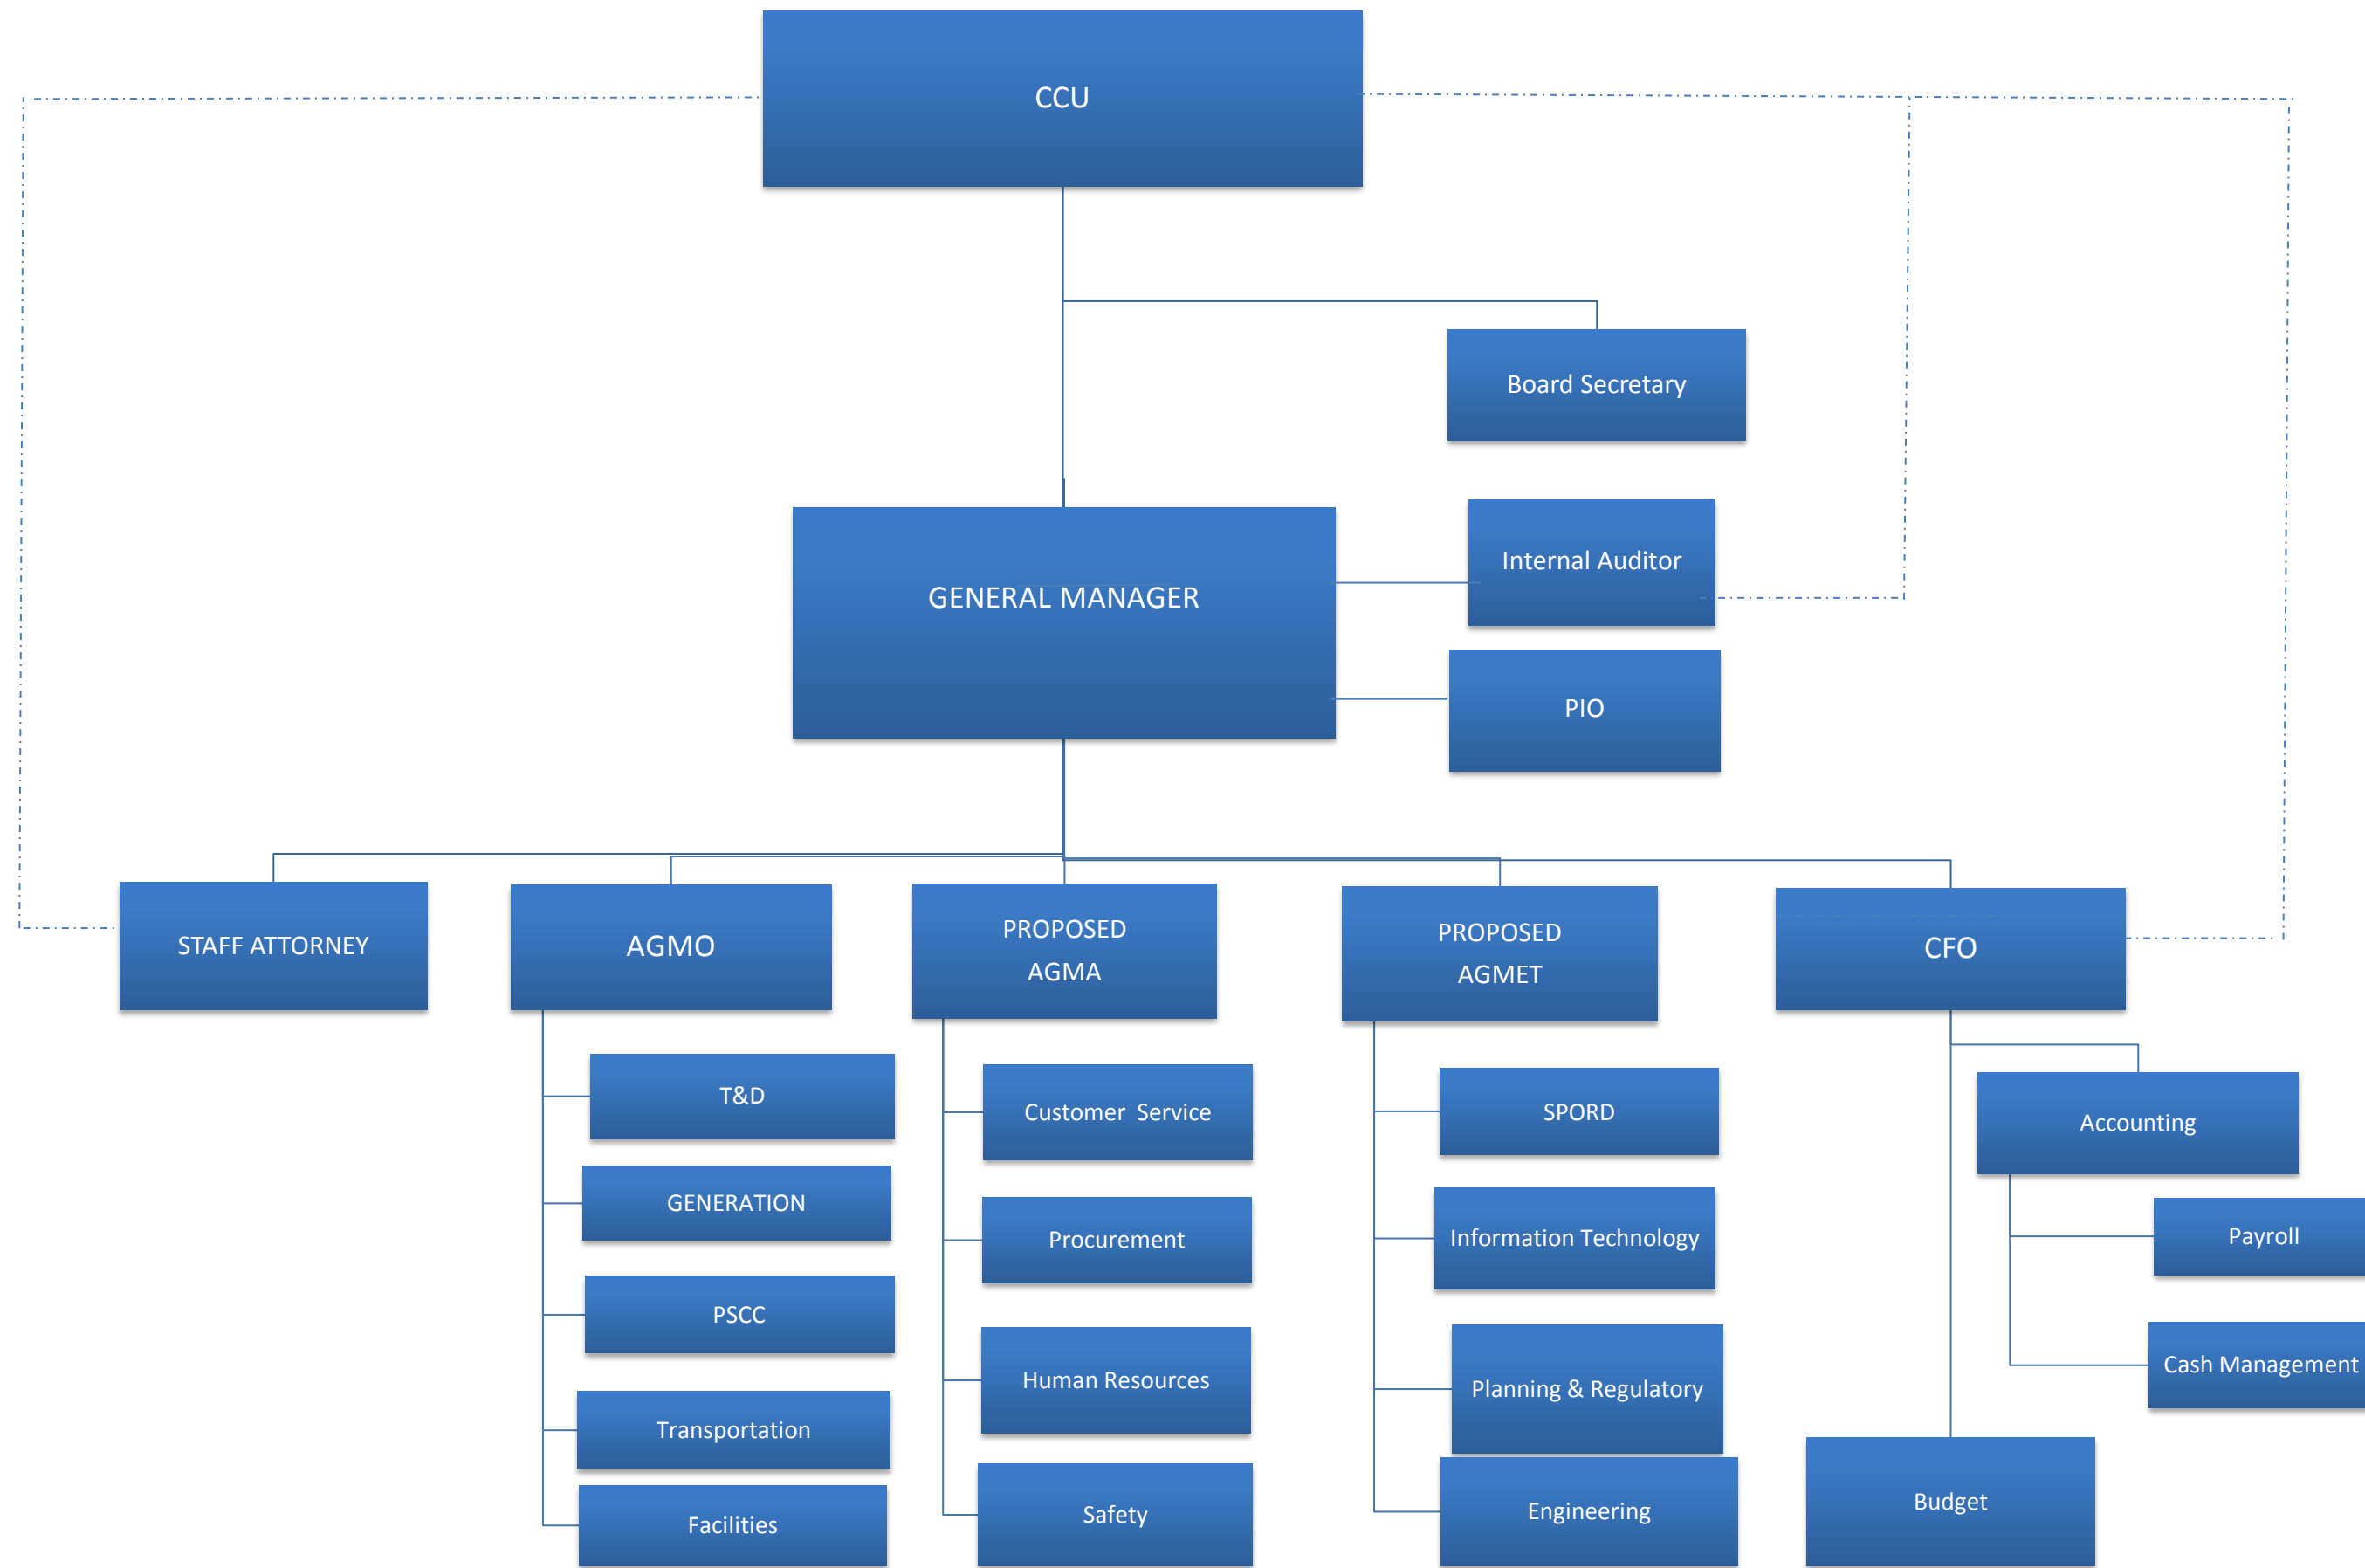 CCU
Board Secretary
Internal Auditor
GENERAL MANAGER
PIO
STAFF ATTORNEY
AGMO
PROPOSED
AGMA
PROPOSED
AGMET
CFO
T&D
GENERATION
PSCC
Transportation
Facilities
Customer  Service
Procurement
Human Resources
Safety
SPORD
Information Technology
Planning & Regulatory
Engineering
Accounting
Payroll
Cash Management
Budget